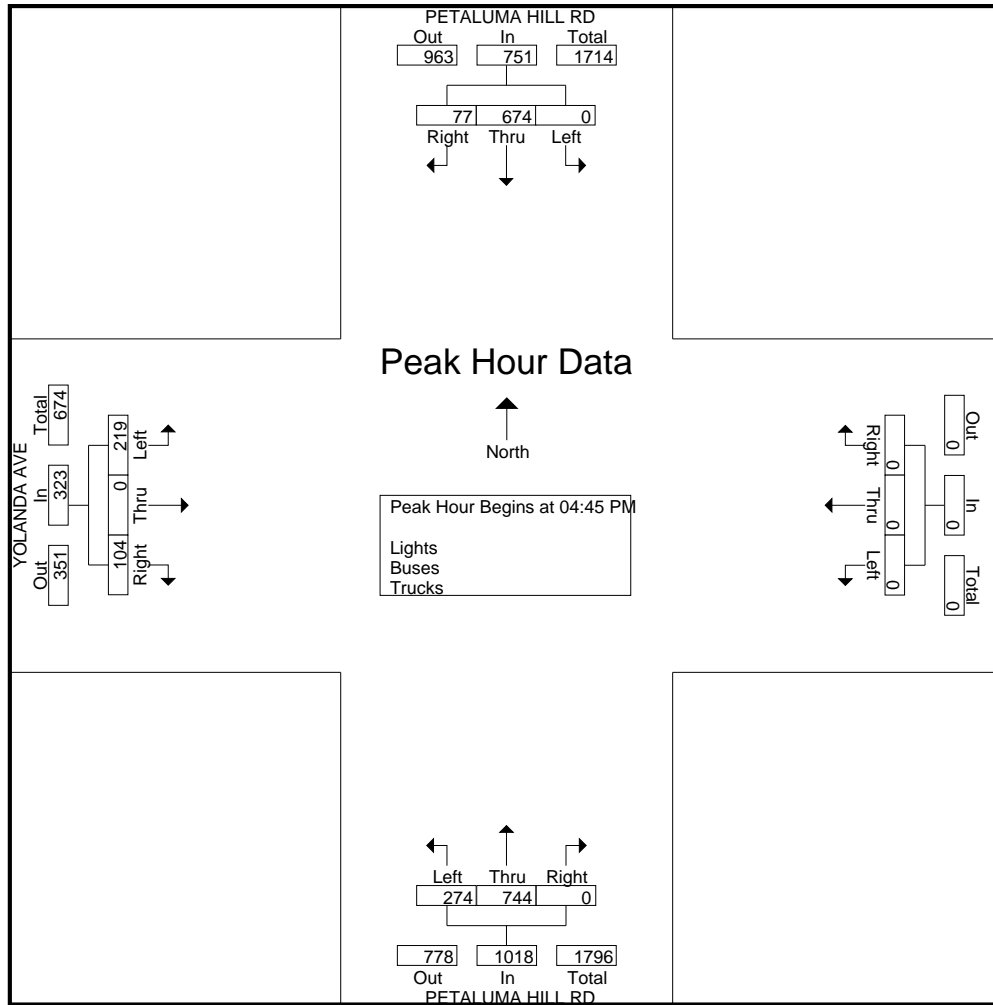 PETALUMA HILL RD
Out In Total
963 751 1714
77 674 0
Right Thru Left
Peak Hour Data
North
Peak Hour Begins at 04:45 PM
Lights
Buses
Trucks
YOLANDA AVE
Out In Total
351 323 674
Right Thru Left
104 0 219
Out In Total
0 0 0
Right Thru Left
0 0 0
Left Thru Right
274 744 0
778 1018 1796
Out In Total
PETALUMA HILL RD